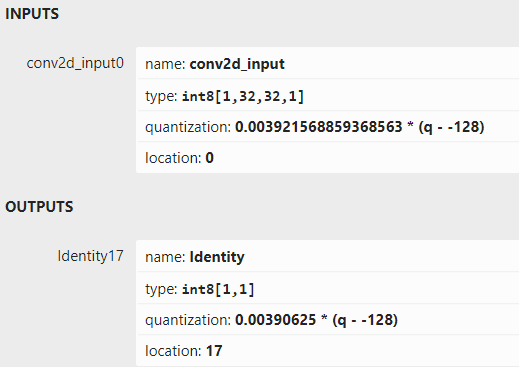 INPUTS
conv2d_input0
name: conv2d_input
type: int8[1,32,32,1]
quantization: 0.003921568859368563 * (q - -128)
location: 0
OUTPUTS
Identity17
name: Identity
type: int8[1,1]
quantization: 0.00390625 * (q - -128)
location: 17